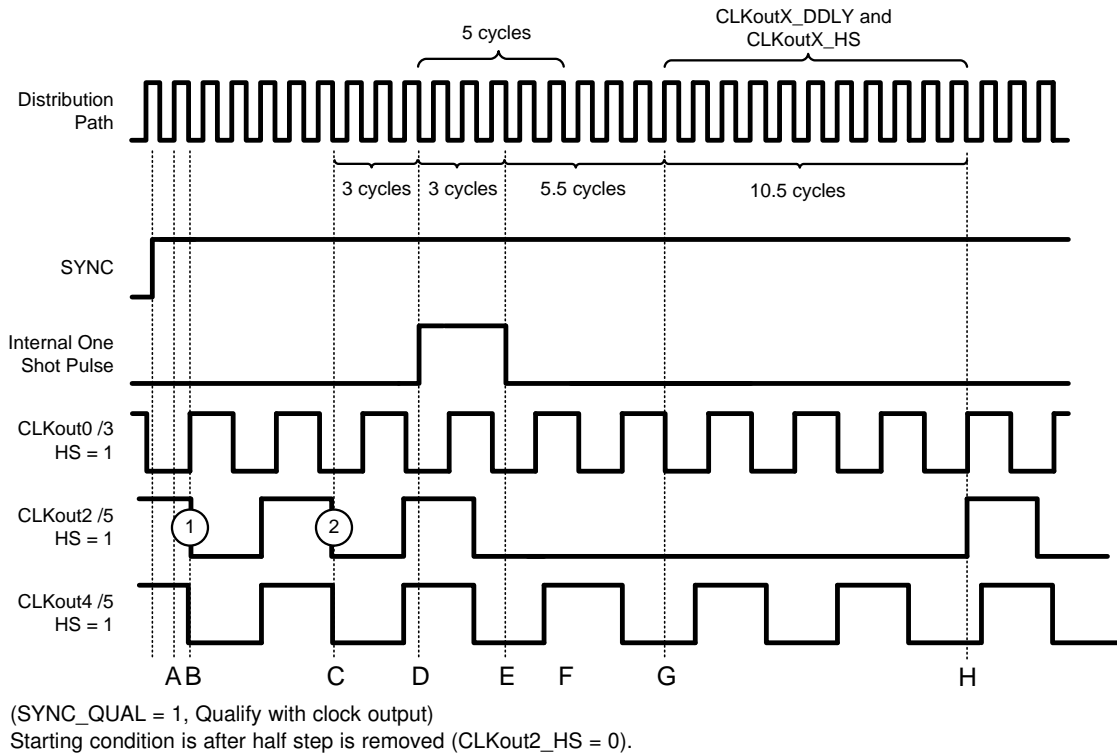 CLKoutX_DDLY and
CLKoutX_HS
5 cycles
Distribution
Path
3 cycles
3 cycles
5.5 cycles
10.5 cycles
SYNC
Internal One
Shot Pulse
CLKout0 /3
HS = 1
CLKout2 /5
HS = 1
1
2
CLKout4 /5
HS = 1
A B C D E F G H
(SYNC_QUAL = 1, Qualify with clock output)
Starting condition is after half step is removed (CLKout2_HS = 0).